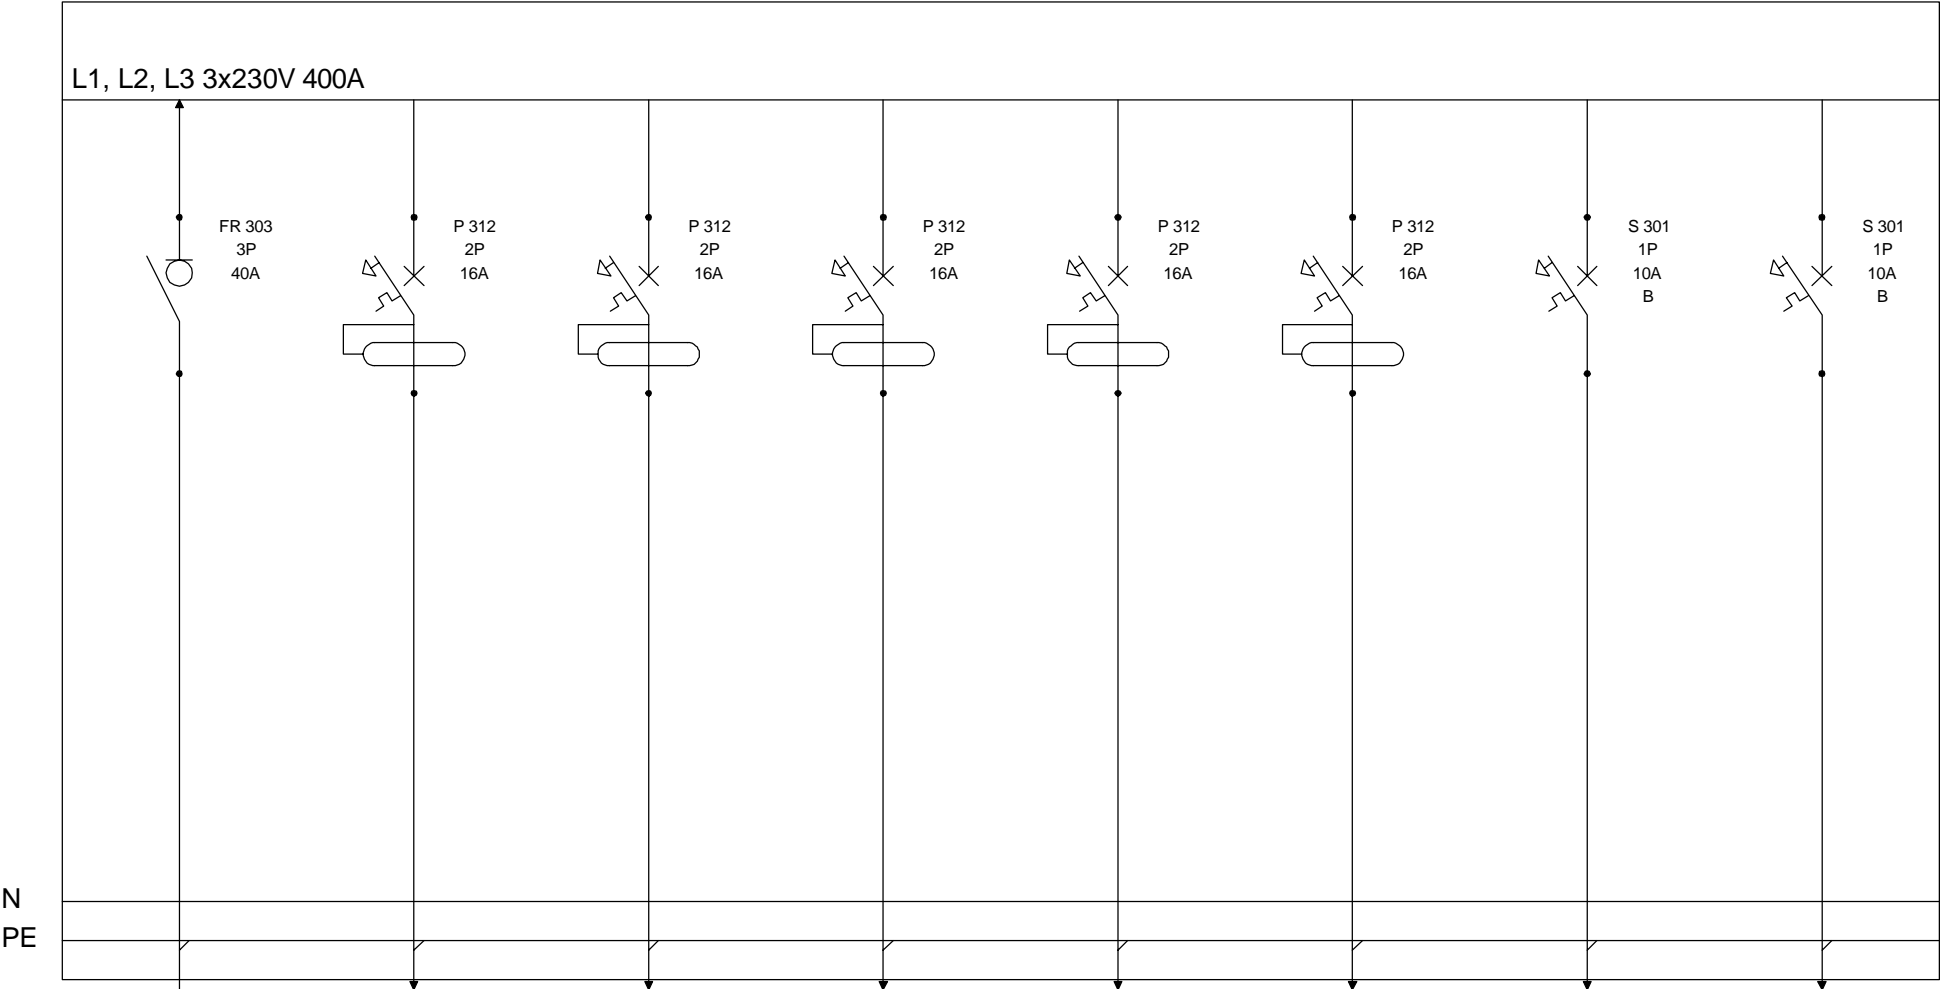 L1, L2, L3 3x230V 400A
FR 303
3P
40A
P 312
2P
16A
P 312
2P
16A
P 312
2P
16A
P 312
2P
16A
P 312
2P
16A
S 301
1P
10A
B
S 301
1P
10A
B
N
PE